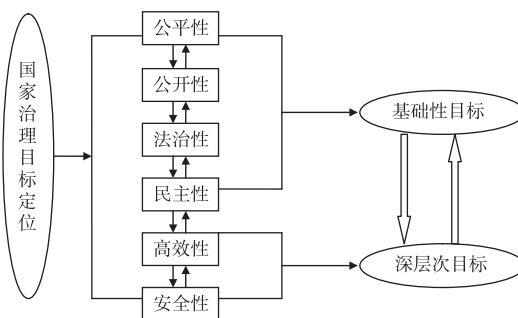 国家治理目标定位
公平性
公开性
法治性
民主性
高效性
安全性
基础性目标
深层次目标